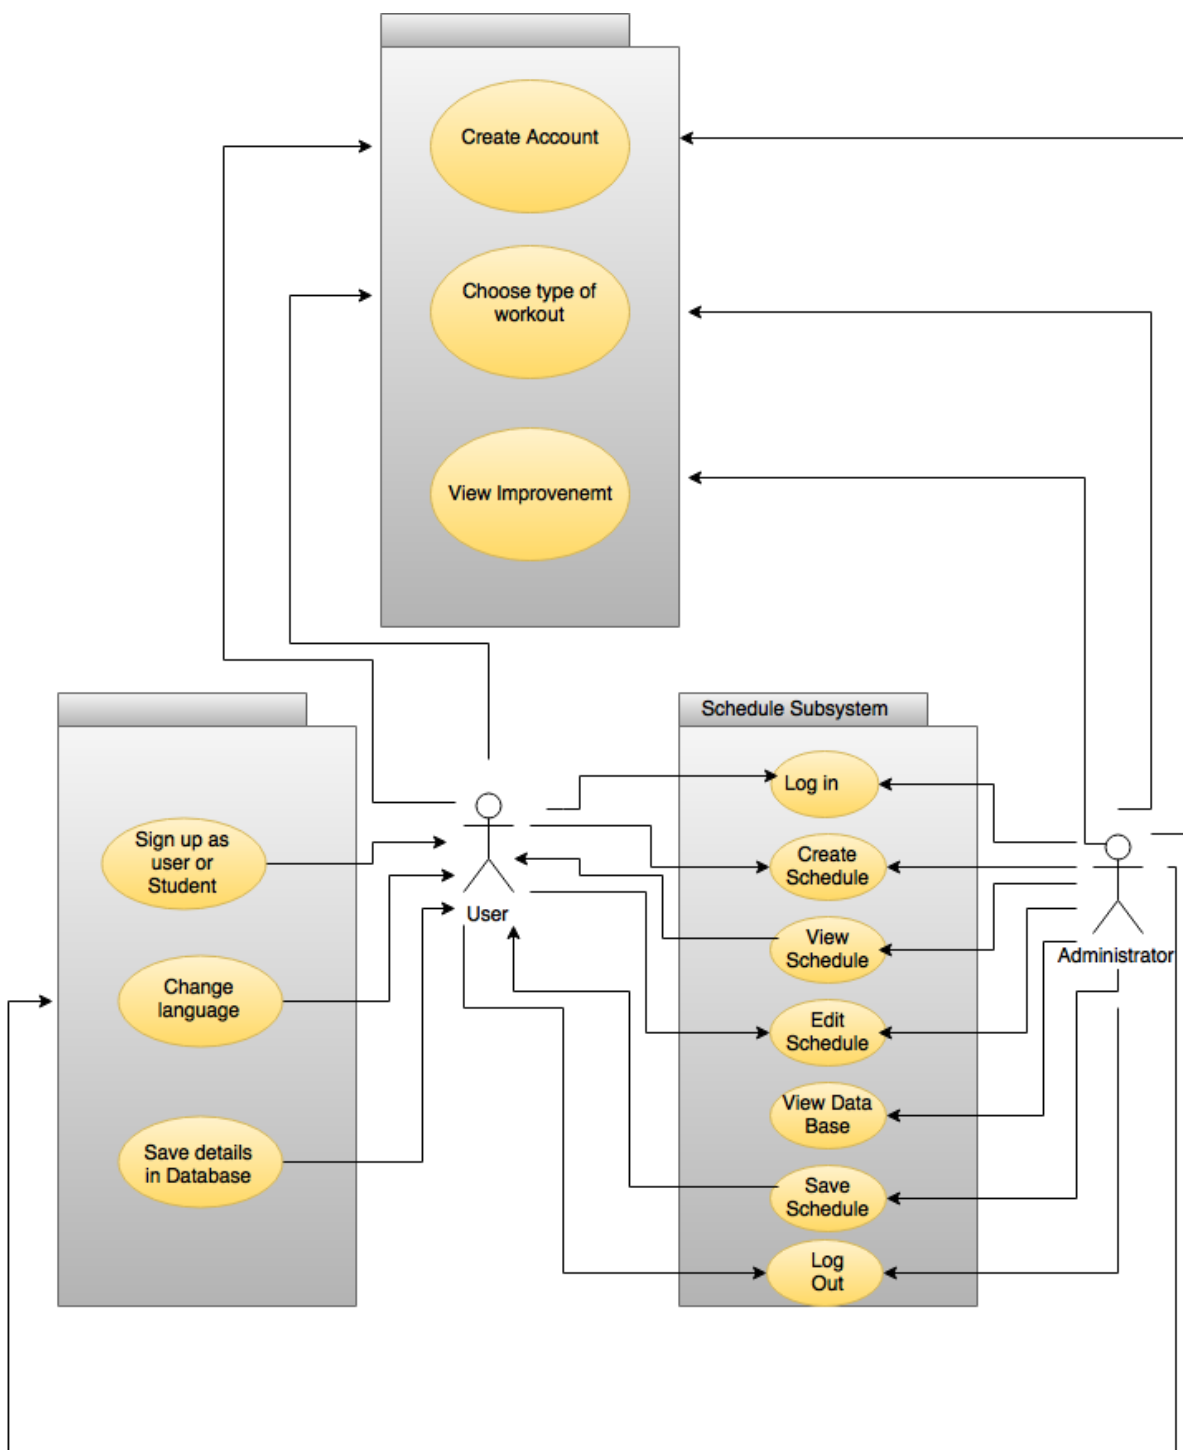 Create Account
Choose type of
workout
View Improvenemt
Schedule Subsystem
Log in
Sign up as
user or
Student
Create
Schedule
User
View
Schedule
Administrator
Change
language
Edit
Schedule
View Data
Base
Save details
in Database
Save
Schedule
Log
Out